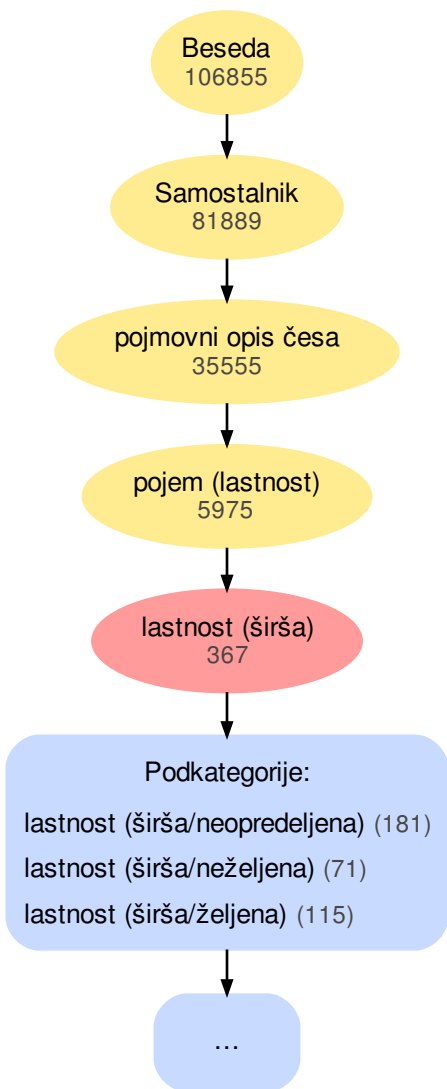 Beseda
106855
Samostalnik
81889
pojmovni opis česa
35555
pojem (lastnost)
5975
lastnost (širša)
367
Podkategorije:
lastnost (širša/neopredeljena) (181)
lastnost (širša/neželjena) (71)
lastnost (širša/željena) (115)
...